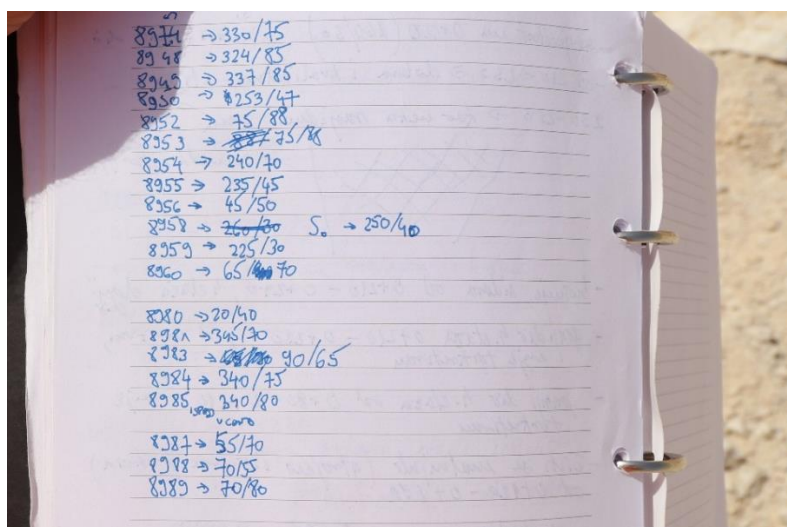 8974 → 330/75
8948 → 324/85
8949 → 337/85
8950 → 253/47
8952 → 75/88
8953 → 75/88
8954 → 240/70
8955 → 235/45
8956 → 45/50
8958 → 260/30 S₀ → 250/40
8959 → 225/30
8960 → 65/70
8980 → 20/40
8981 → 345/70
8983 → 90/65
8984 → 340/75
8985 → 340/80
8987 → 55/70
8988 → 70/55
8989 → 70/80